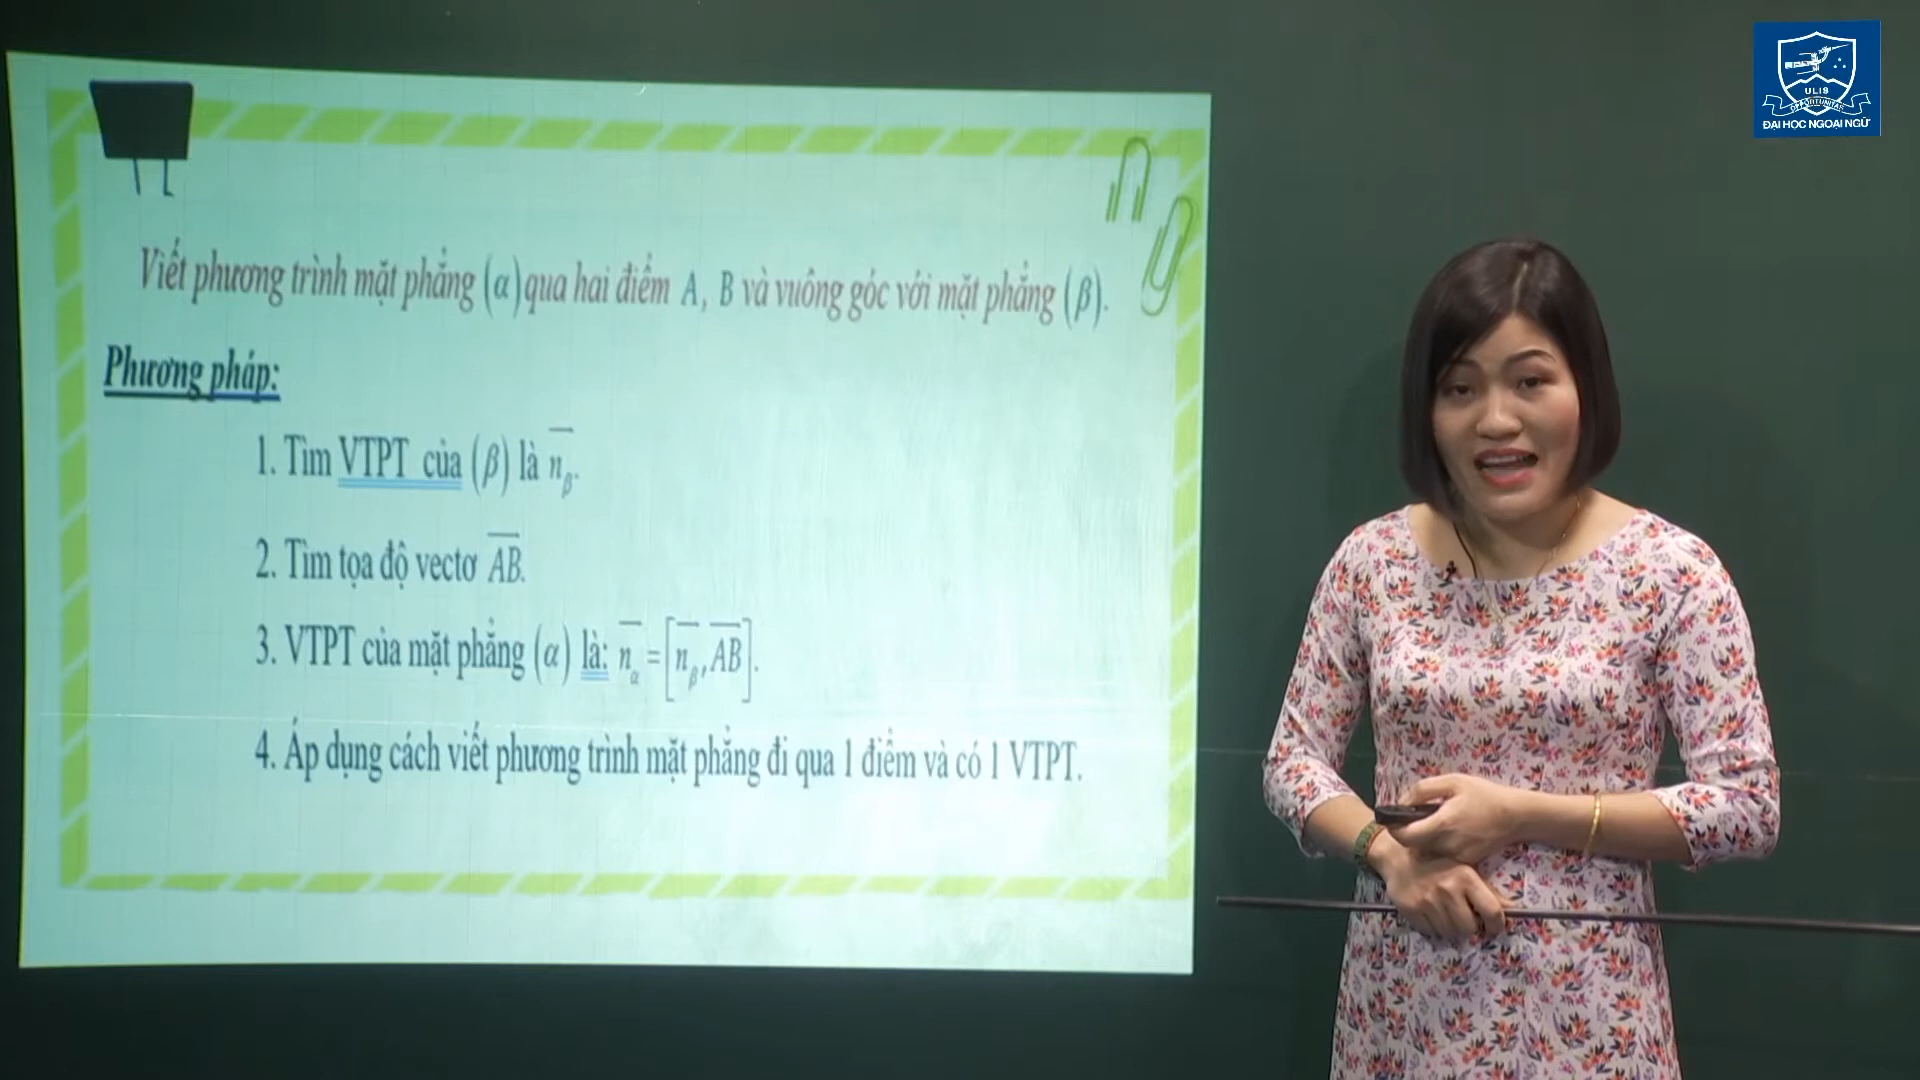 ULIS
OPPORTUNITAS
ĐẠI HỌC NGOẠI NGỮ
Viết phương trình mặt phẳng (α) qua hai điểm A, B và vuông góc với mặt phẳng (β).
Phương pháp:
1. Tìm VTPT của (β) là n_β.
2. Tìm tọa độ vectơ AB.
3. VTPT của mặt phẳng (α) là: n_α = [n_β, AB].
4. Áp dụng cách viết phương trình mặt phẳng đi qua 1 điểm và có 1 VTPT.